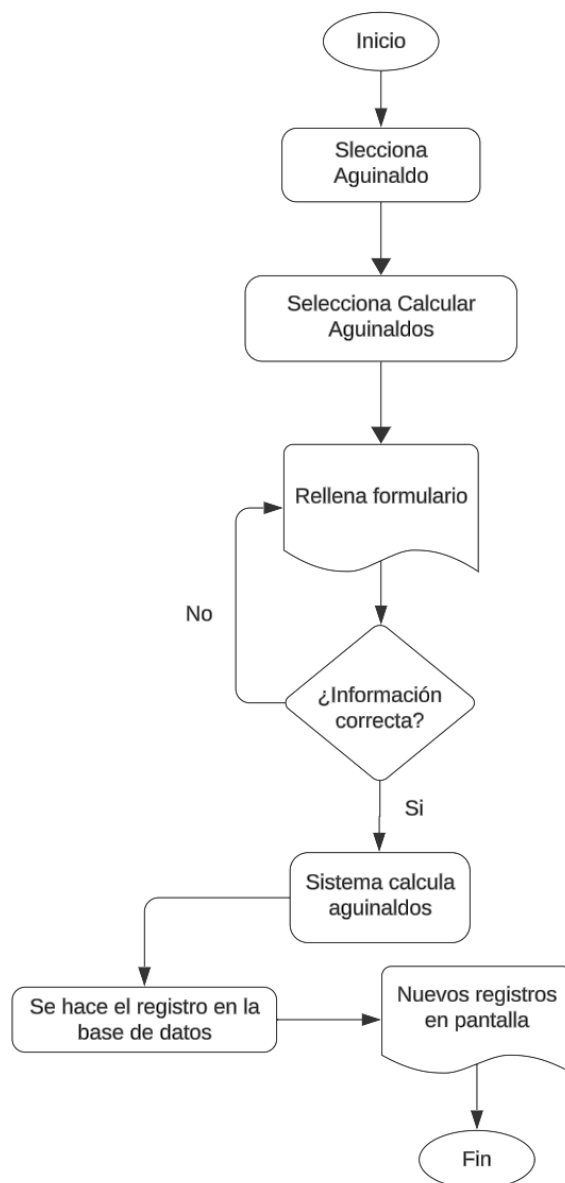 Inicio
Slecciona
Aguinaldo
Selecciona Calcular
Aguinaldos
Rellena formulario
No
¿Información
correcta?
Si
Sistema calcula
aguinaldos
Se hace el registro en la
base de datos
Nuevos registros
en pantalla
Fin